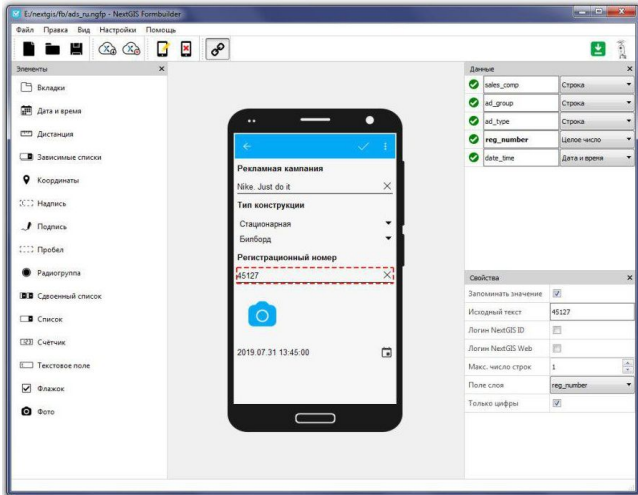 E:/nextgis/fb/ads_ru.ngfp - NextGIS Formbuilder
Файл Правка Вид Настройки Помощь
Элементы
Вкладки
Дата и время
Дистанция
Зависимые списки
Координаты
Надпись
Подпись
Пробел
Радиогруппа
Сдвоенный список
Список
Счётчик
Текстовое поле
Флажок
Фото
Рекламная кампания
Nike. Just do it
Тип конструкции
Стационарная
Билборд
Регистрационный номер
45127
2019.07.31 13:45:00
Данные
sales_comp Строка
ad_group Строка
ad_type Строка
reg_number Целое число
date_time Дата и время
Свойства
Запоминать значение
Исходный текст 45127
Логин NextGIS ID
Логин NextGIS Web
Макс. число строк 1
Поле слоя reg_number
Только цифры